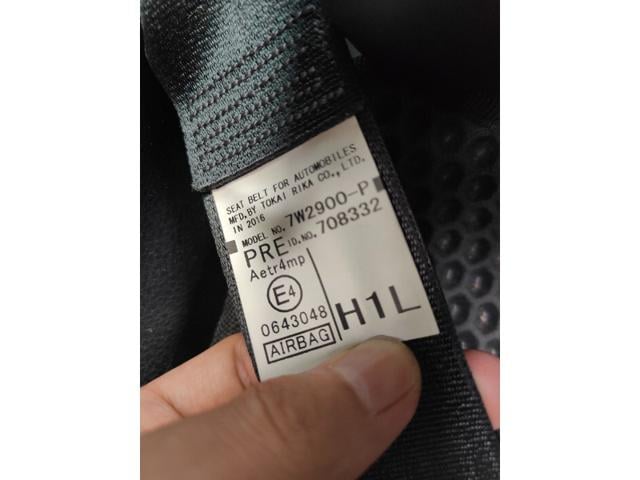 SEAT BELT FOR AUTOMOBILES
MFD.BY TOKAI RIKA CO.,LTD.
IN 2016
MODEL NO. 7W2900-P
PRE ID.NO. 708332
Aetr4mp
E4
0643048
AIRBAG
H1L